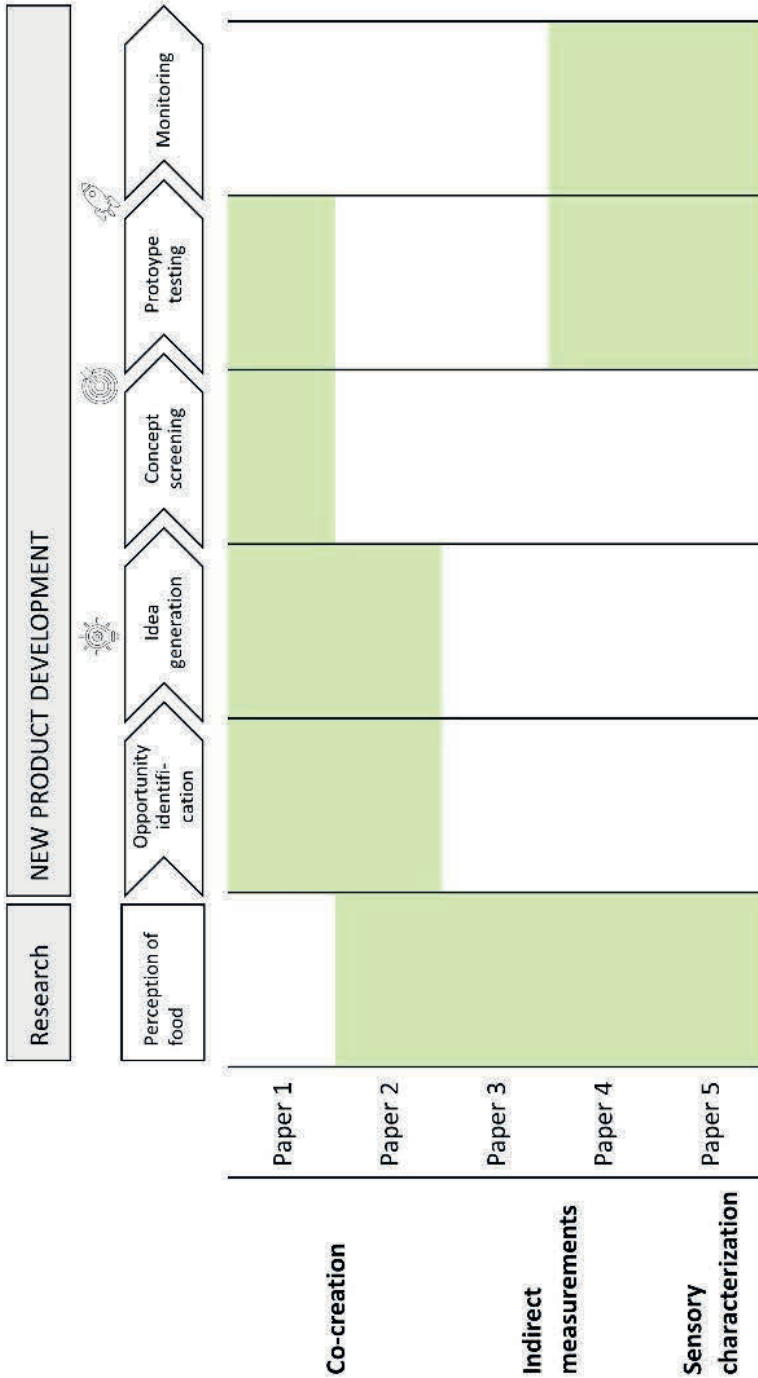 Research
NEW PRODUCT DEVELOPMENT
Perception of
food
Opportunity
identifi-
cation
Idea
generation
Concept
screening
Protoype
testing
Monitoring
Co-creation
Paper 1
Paper 2
Indirect
measurements
Paper 3
Paper 4
Sensory
characterization
Paper 5